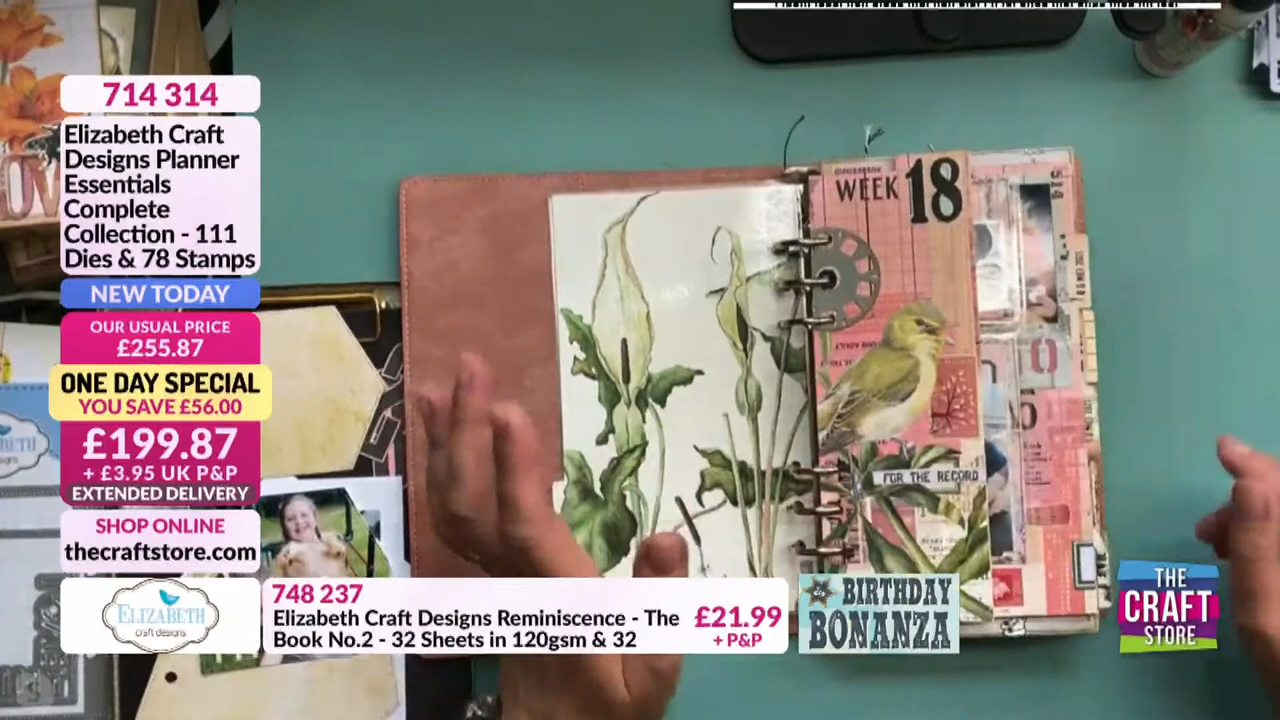 714 314
Elizabeth Craft
Designs Planner
Essentials
Complete
Collection - 111
Dies & 78 Stamps
NEW TODAY
OUR USUAL PRICE
£255.87
ONE DAY SPECIAL
YOU SAVE £56.00
£199.87
+ £3.95 UK P&P
EXTENDED DELIVERY
SHOP ONLINE
thecraftstore.com
WEEK 18
FOR THE RECORD
ELIZABETH
craft designs
748 237
Elizabeth Craft Designs Reminiscence - The
Book No.2 - 32 Sheets in 120gsm & 32
£21.99
+ P&P
BIRTHDAY
BONANZA
THE
CRAFT
STORE